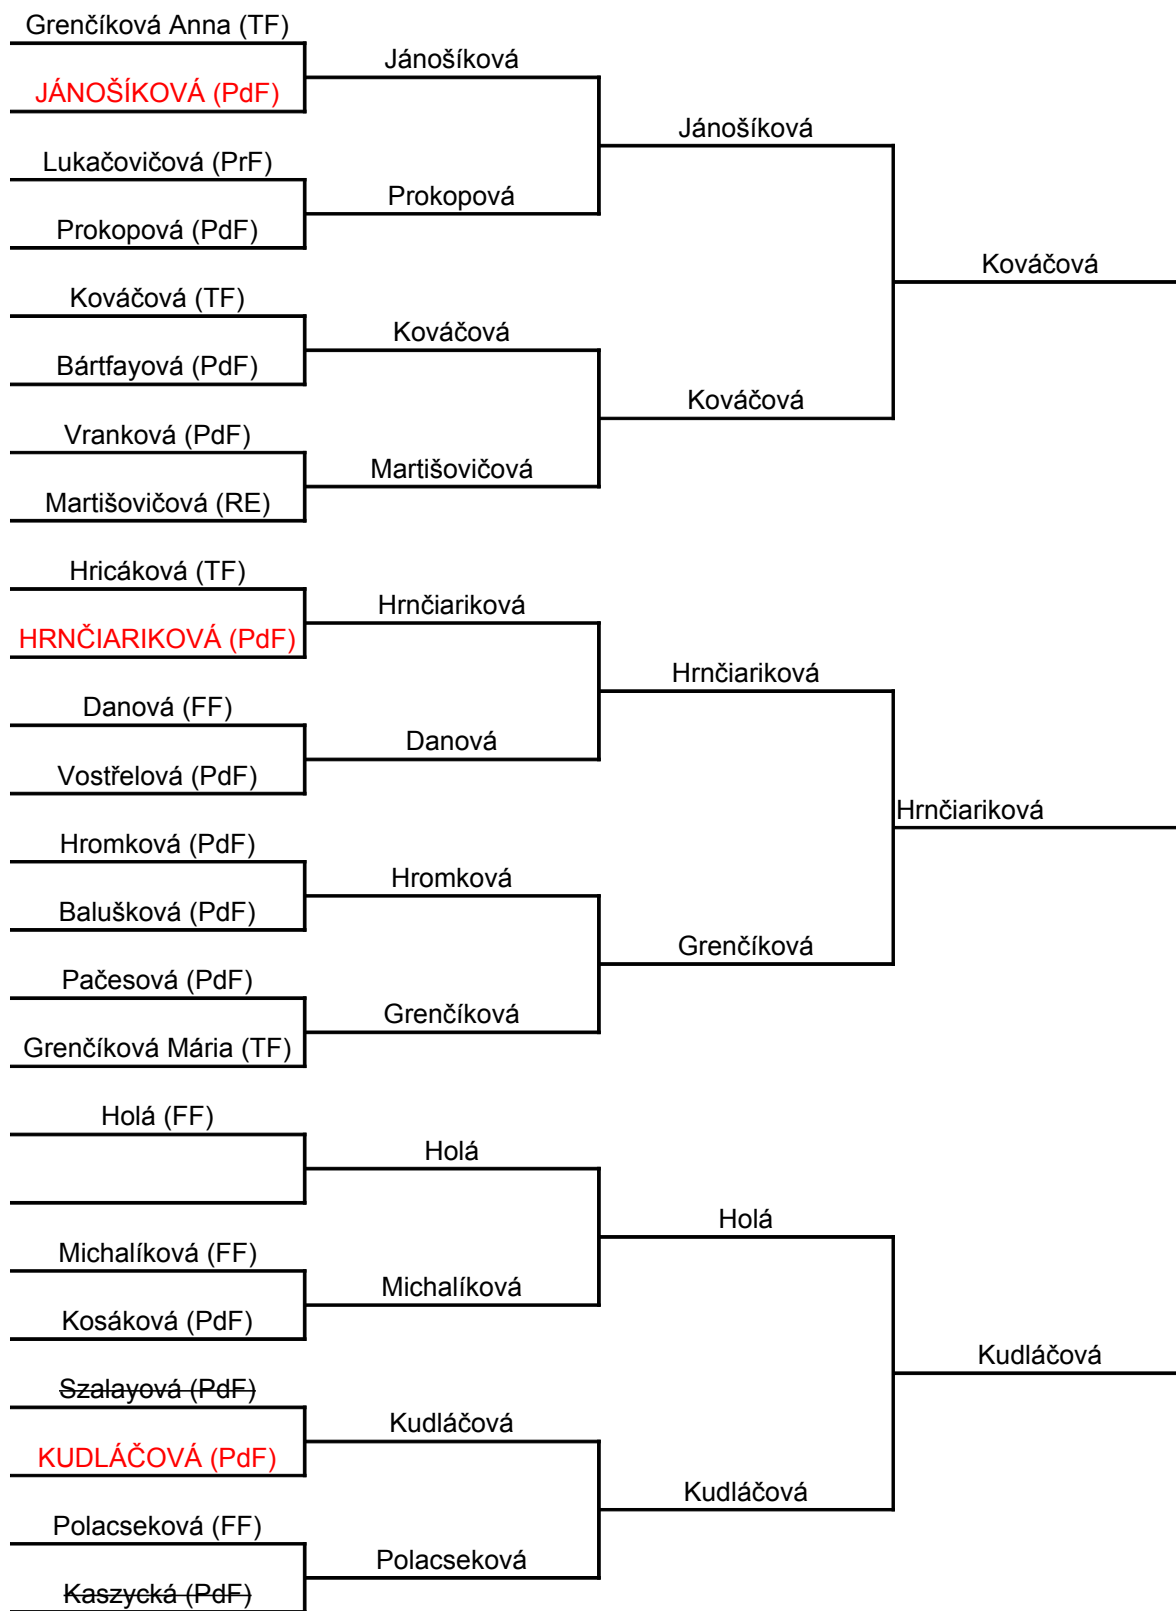 Grenčíková Anna (TF)
Jánošíková
JÁNOŠÍKOVÁ (PdF)
Jánošíková
Lukačovičová (PrF)
Prokopová
Prokopová (PdF)
Kováčová
Kováčová (TF)
Kováčová
Bártfayová (PdF)
Kováčová
Vranková (PdF)
Martišovičová
Martišovičová (RE)
Hricáková (TF)
Hrnčiariková
HRNČIARIKOVÁ (PdF)
Hrnčiariková
Danová (FF)
Danová
Vostřelová (PdF)
Hrnčiariková
Hromková (PdF)
Hromková
Balušková (PdF)
Grenčíková
Pačesová (PdF)
Grenčíková
Grenčíková Mária (TF)
Holá (FF)
Holá
Holá
Michalíková (FF)
Michalíková
Kosáková (PdF)
Kudláčová
Szalayová (PdF)
Kudláčová
KUDLÁČOVÁ (PdF)
Kudláčová
Polacseková (FF)
Polacseková
Kaszycká (PdF)